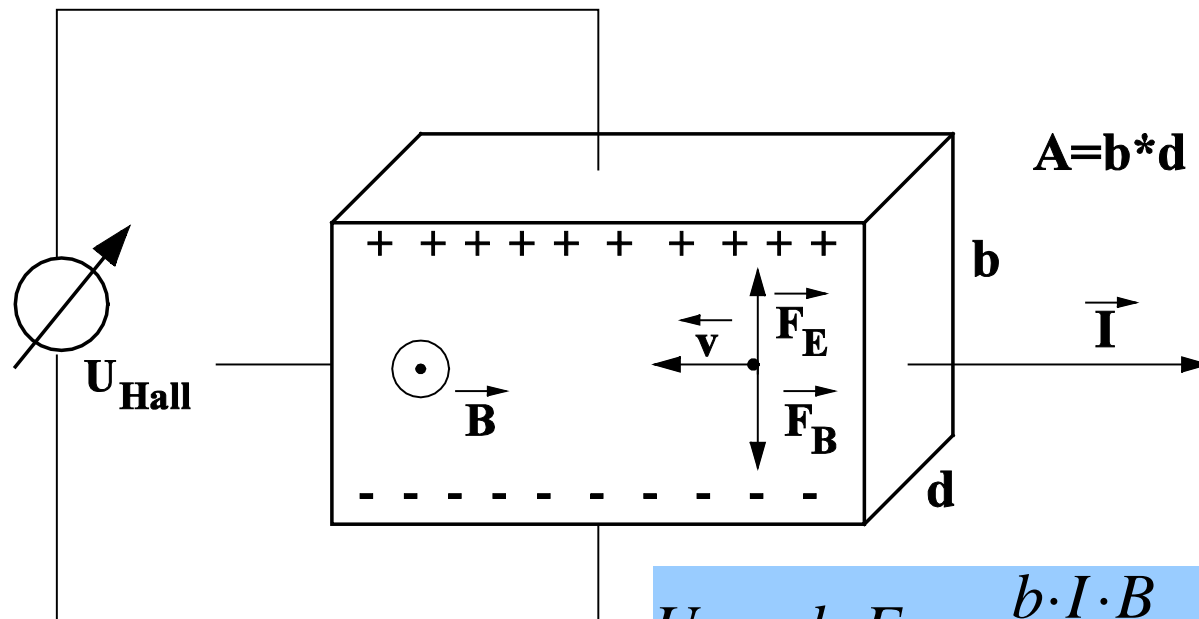 A=b*d
+ + + + + + + + + +
b
F_E
I
v
U_Hall
B
F_B
- - - - - - - - - - -
d
b·I·B